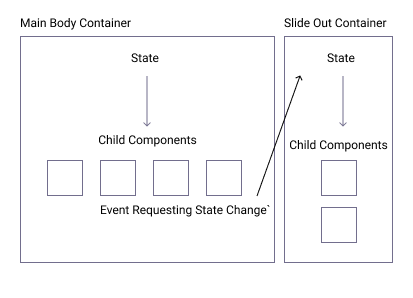 Main Body Container
State
Child Components
Event Requesting State Change`
Slide Out Container
State
Child Components